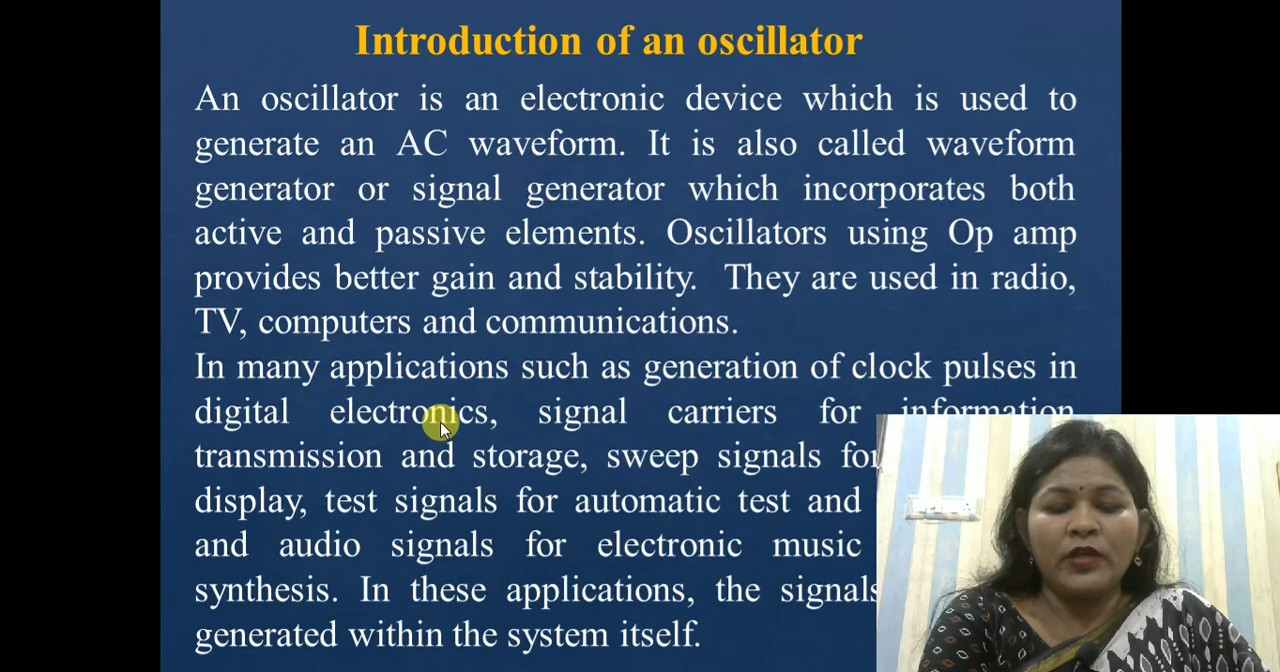 Introduction of an oscillator
An oscillator is an electronic device which is used to
generate an AC waveform. It is also called waveform
generator or signal generator which incorporates both
active and passive elements. Oscillators using Op amp
provides better gain and stability. They are used in radio,
TV, computers and communications.
In many applications such as generation of clock pulses in
digital electronics, signal carriers for information
transmission and storage, sweep signals for
display, test signals for automatic test and
and audio signals for electronic music
synthesis. In these applications, the signals
generated within the system itself.